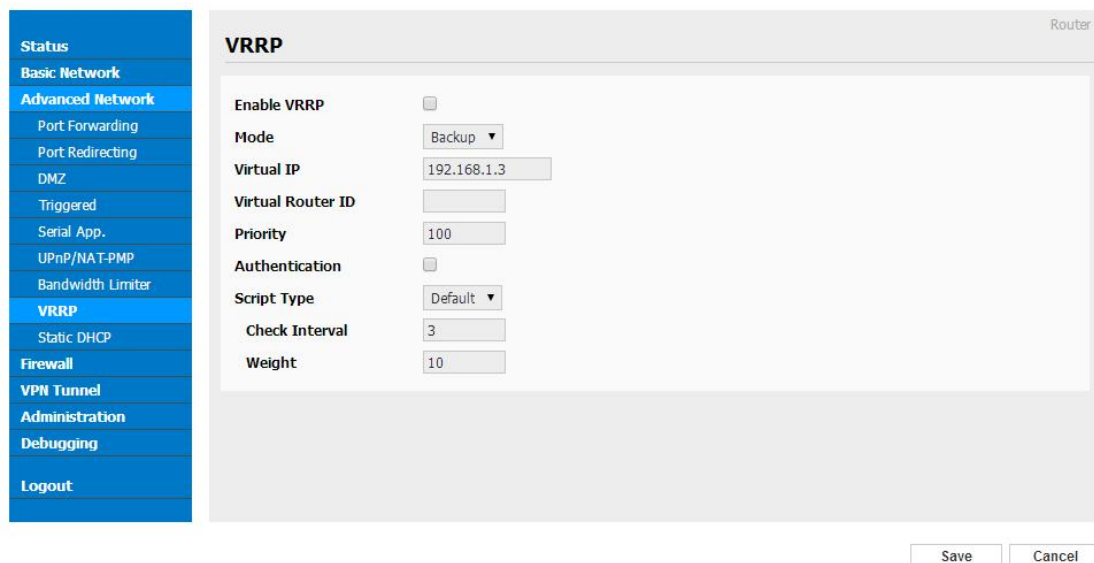 Router
Status
Basic Network
Advanced Network
Port Forwarding
Port Redirecting
DMZ
Triggered
Serial App.
UPnP/NAT-PMP
Bandwidth Limiter
VRRP
Static DHCP
Firewall
VPN Tunnel
Administration
Debugging
Logout
VRRP
Enable VRRP
Mode Backup
Virtual IP 192.168.1.3
Virtual Router ID
Priority 100
Authentication
Script Type Default
Check Interval 3
Weight 10
Save Cancel